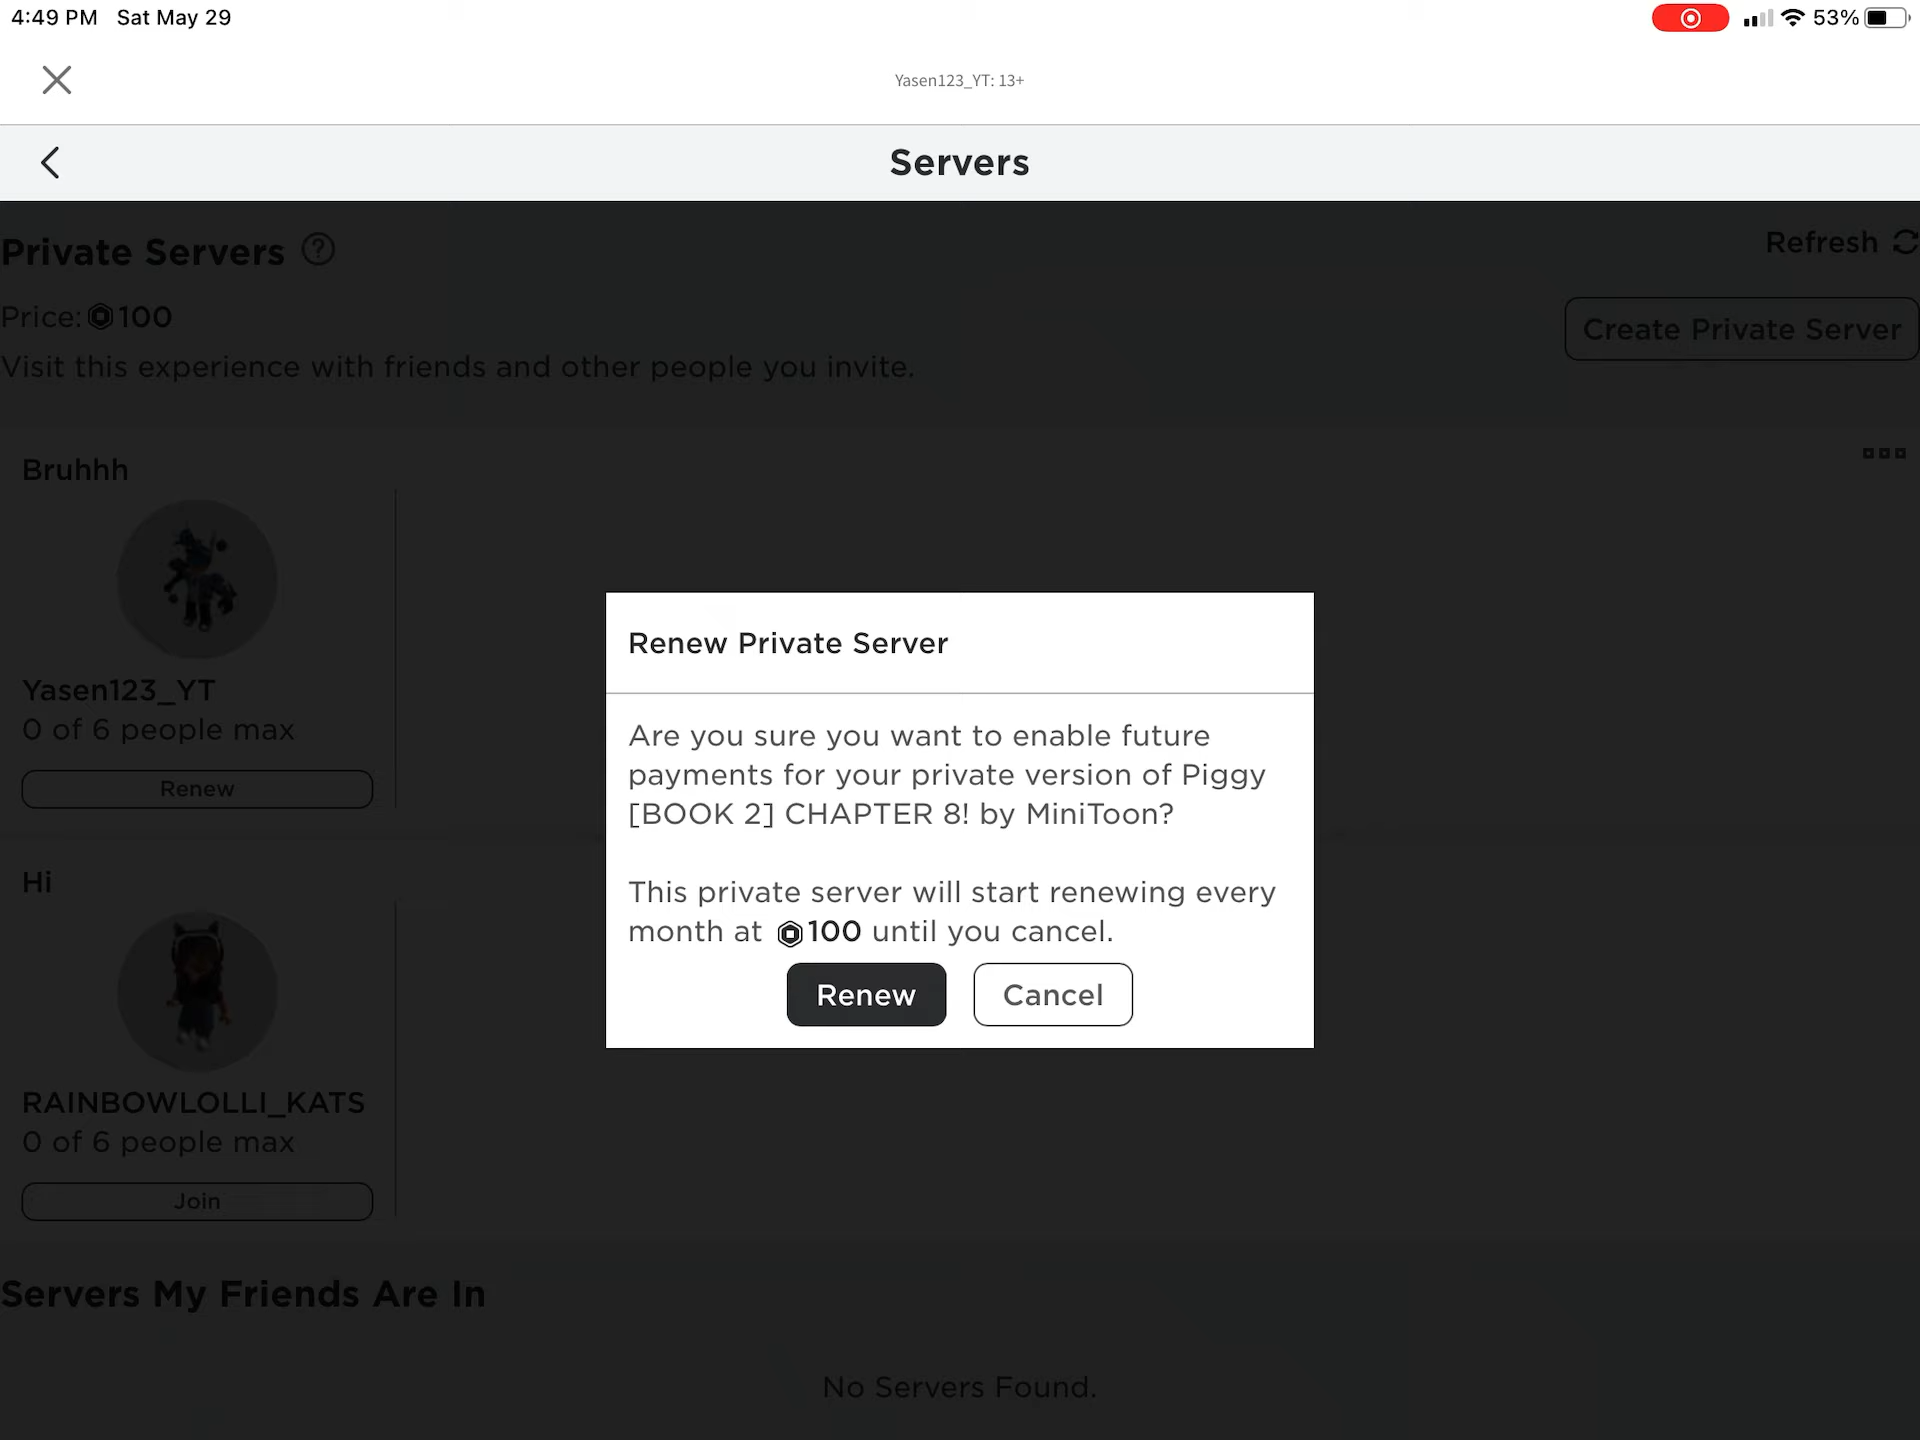 4:49 PM Sat May 29
53%
Yasen123_YT: 13+
Servers
Private Servers
Refresh
Price: 100
Create Private Server
Visit this experience with friends and other people you invite.
Bruhhh
Yasen123_YT
0 of 6 people max
Renew
Hi
RAINBOWLOLLI_KATS
0 of 6 people max
Join
Renew Private Server
Are you sure you want to enable future
payments for your private version of Piggy
[BOOK 2] CHAPTER 8! by MiniToon?
This private server will start renewing every
month at 100 until you cancel.
Renew Cancel
Servers My Friends Are In
No Servers Found.